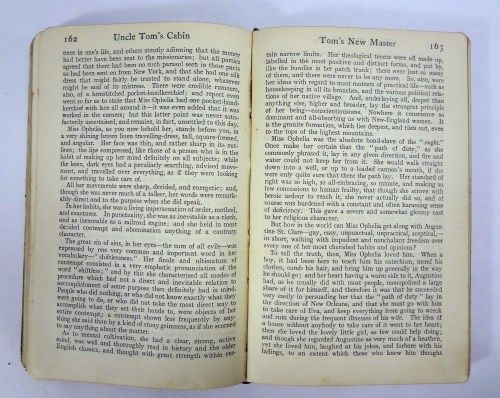 162 Uncle Tom's Cabin
once in one's life, and others stoutly affirming that the money
had better have been sent to the missionaries; but all parties
agreed that there had been no such parasol seen in those parts
as had been sent on from New York, and that she had one silk
dress that might fairly be trusted to stand alone, whatever
might be said of its mistress. There were credible rumours,
also, of a hemstitched pocket-handkerchief; and report even
went so far as to state that Miss Ophelia had one pocket-hand-
kerchief with lace all around it—it was even added that it was
worked in the corners; but this latter point was never satis-
factorily ascertained, and remains, in fact, unsettled to this day.
Miss Ophelia, as you now behold her, stands before you, in
a very shining brown linen travelling-dress, tall, square-formed,
and angular. Her face was thin, and rather sharp in its out-
lines; the lips compressed, like those of a person who is in the
habit of making up her mind definitely on all subjects; while
the keen, dark eyes had a peculiarly searching, advised move-
ment, and travelled over everything, as if they were looking
for something to take care of.
All her movements were sharp, decided, and energetic; and,
though she was never much of a talker, her words were remark-
ably direct and to the purpose when she did speak.
In her habits, she was a living impersonation of order, method,
and exactness. In punctuality, she was as inevitable as a clock,
and as inexorable as a railroad engine; and she held in most
decided contempt and abomination anything of a contrary
character.
The great sin of sins, in her eyes—the sum of all evils—was
expressed by one very common and important word in her
vocabulary—" shiftlessness." Her finale and ultimatum of
contempt consisted in a very emphatic pronunciation of the
word " shiftless; " and by this she characterised all modes of
procedure which had not a direct and inevitable relation to
accomplishment of some purpose then definitely had in mind.
People who did nothing, or who did not know exactly what they
were going to do, or who did not take the most direct way to
accomplish what they set their hands to, were objects of her
entire contempt; a contempt shown less frequently by any-
thing she said than by a kind of stony grimness, as if she scorned
to say anything about the matter.
As to mental cultivation, she had a clear, strong, active
mind, was well and thoroughly read in history and the older
English classics, and thought with great strength within cer-
Tom's New Master 163
tain narrow limits. Her theological tenets were all made up,
labelled in the most positive and distinct forms, and put by,
like the bundles in her patch trunk; there were just so many
of them, and there were never to be any more. So, also, were
her ideas with regard to most matters of practical life—such as
housekeeping in all its branches, and the various political rela-
tions of her native village. And, underlying all, deeper than
anything else, higher and broader, lay the strongest principle
of her being—conscientiousness. Nowhere is conscience so
dominant and all-absorbing as with New-England women. It
is the granite formation, which lies deepest, and rises out, even
to the tops of the highest mountains.
Miss Ophelia was the absolute bond-slave of the " ought."
Once make her certain that the " path of duty," as she
commonly phrased it, lay in any given direction, and fire and
water could not keep her from it. She would walk straight
down into a well, or up to a loaded cannon's mouth, if she
were only quite sure that there the path lay. Her standard of
right was so high, so all-embracing, so minute, and making so
few concessions to human frailty, that though she strove with
heroic ardour to reach it, she never actually did so, and of
course was burdened with a constant and often harassing sense
of deficiency. This gave a severe and somewhat gloomy cast
to her religious character.
But how in the world can Miss Ophelia get along with Augustine
St. Clare—gay, easy, unpunctual, unpractical, sceptical—
in short, walking with impudent and nonchalant freedom over
every one of her most cherished habits and opinions?
To tell the truth, then, Miss Ophelia loved him. When a
boy, it had been hers to teach him his catechism, mend his
clothes, comb his hair, and bring him up generally in the way
he should go; and her heart having a warm side to it, Augustine
had, as he usually did with most people, monopolised a large
share of it for himself, and therefore it was that he succeeded
very easily in persuading her that the " path of duty " lay in
the direction of New Orleans, and that she must go with him
to take care of Eva, and keep everything from going to wreck
and ruin during the frequent illnesses of his wife. The idea of
a house without anybody to take care of it went to her heart;
then she loved the lovely little girl, as few could help doing;
and though she regarded Augustine as very much of a heathen,
yet she loved him, laughed at his jokes, and forbore with his
failings, to an extent which those who knew him thought